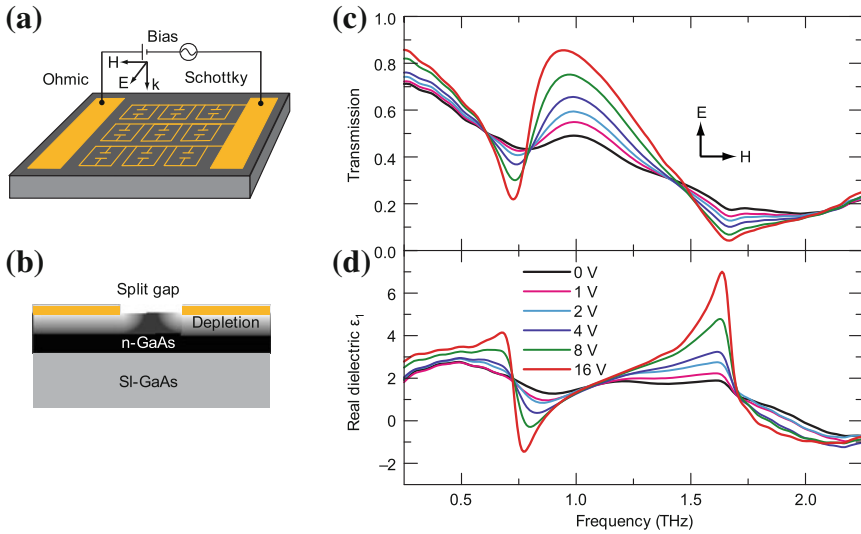 (a)
Bias
H
E
k
Ohmic
Schottky
(b)
Split gap
Depletion
n-GaAs
SI-GaAs
(c)
Transmission
1.0
0.8
0.6
0.4
0.2
0.0
E
H
(d)
Real dielectric ε1
6
4
2
0
−2
0 V
1 V
2 V
4 V
8 V
16 V
0.5 1.0 1.5 2.0
Frequency (THz)